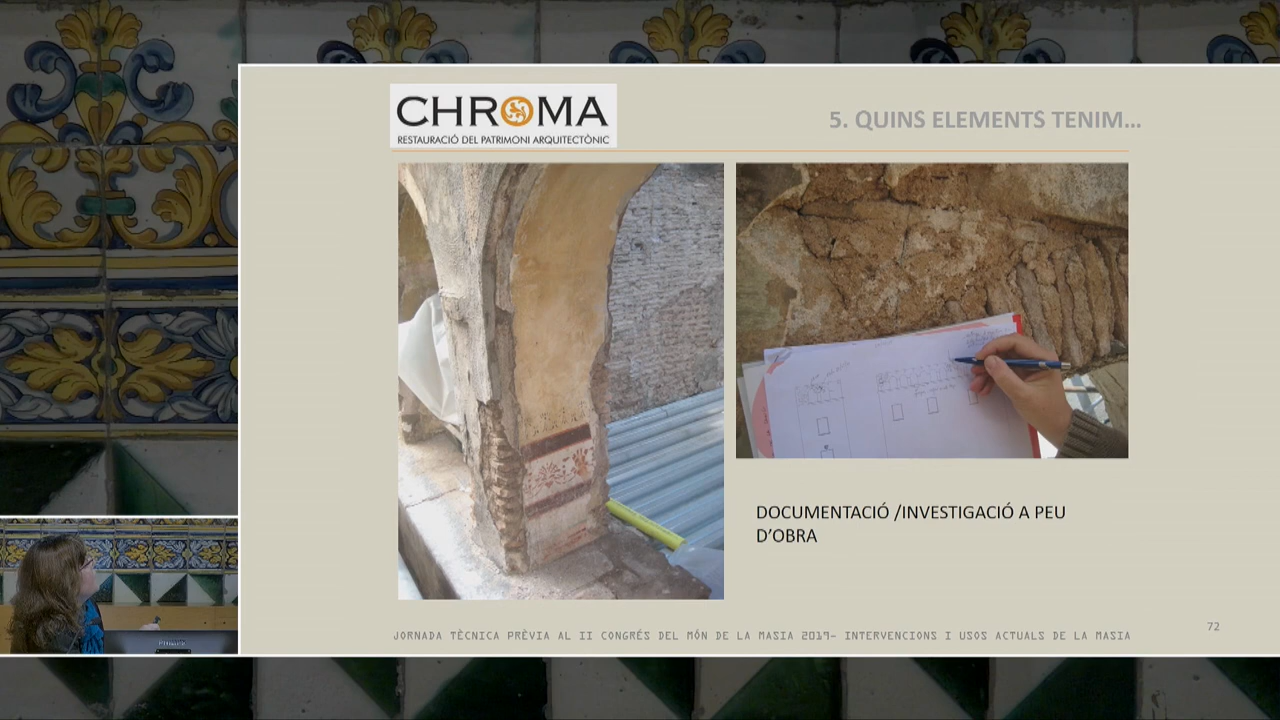 CHROMA
RESTAURACIÓ DEL PATRIMONI ARQUITECTÒNIC
5. QUINS ELEMENTS TENIM...
DOCUMENTACIÓ /INVESTIGACIÓ A PEU
D'OBRA
JORNADA TÈCNICA PRÈVIA AL II CONGRÉS DEL MÓN DE LA MASIA 2019- INTERVENCIONS I USOS ACTUALS DE LA MASIA
72